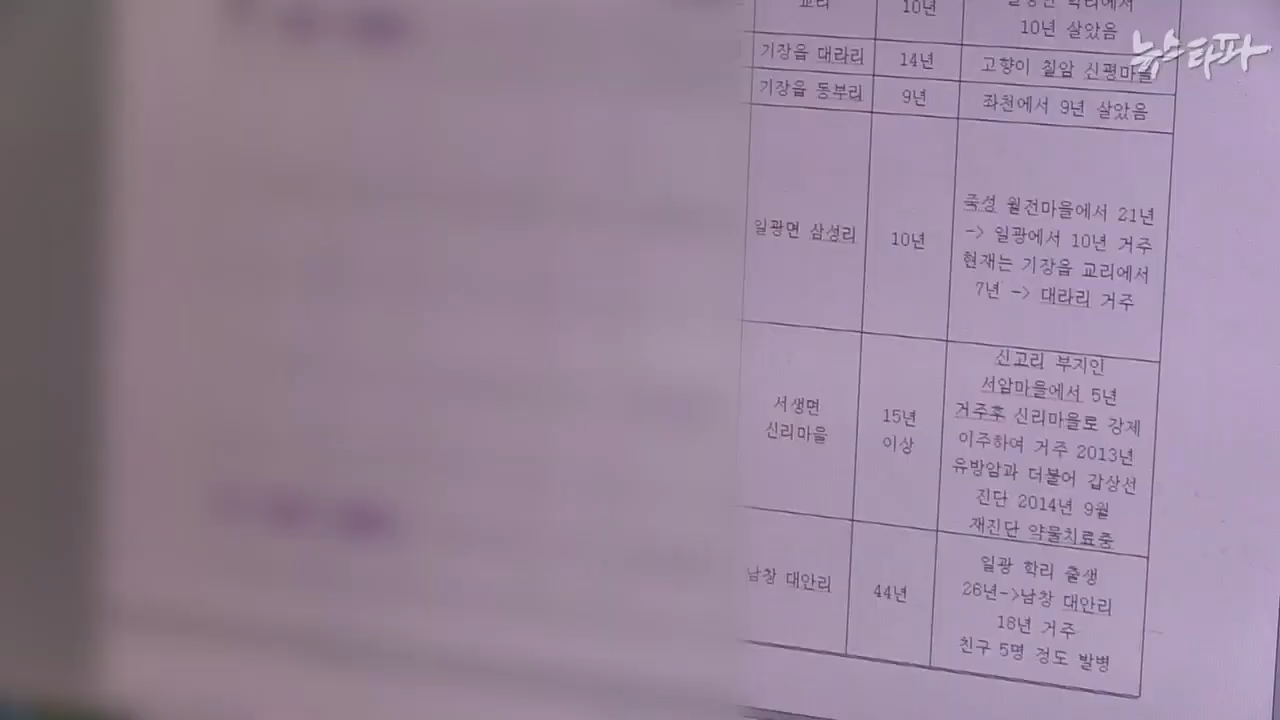 뉴스타파
교리
10년
일광면 학리에서
10년 살았음
기장읍 대라리
14년
고향이 칠암 신평마을
기장읍 동부리
9년
좌천에서 9년 살았음
일광면 삼성리
10년
죽성 월전마을에서 21년
-> 일광에서 10년 거주
현재는 기장읍 교리에서
7년 -> 대라리 거주
서생면
신리마을
15년
이상
신고리 부지인
서암마을에서 5년
거주후 신리마을로 강제
이주하여 거주 2013년
유방암과 더불어 갑상선
진단 2014년 9월
재진단 약물치료중
남창 대안리
44년
일광 학리 출생
26년->남창 대안리
18년 거주
친구 5명 정도 발병